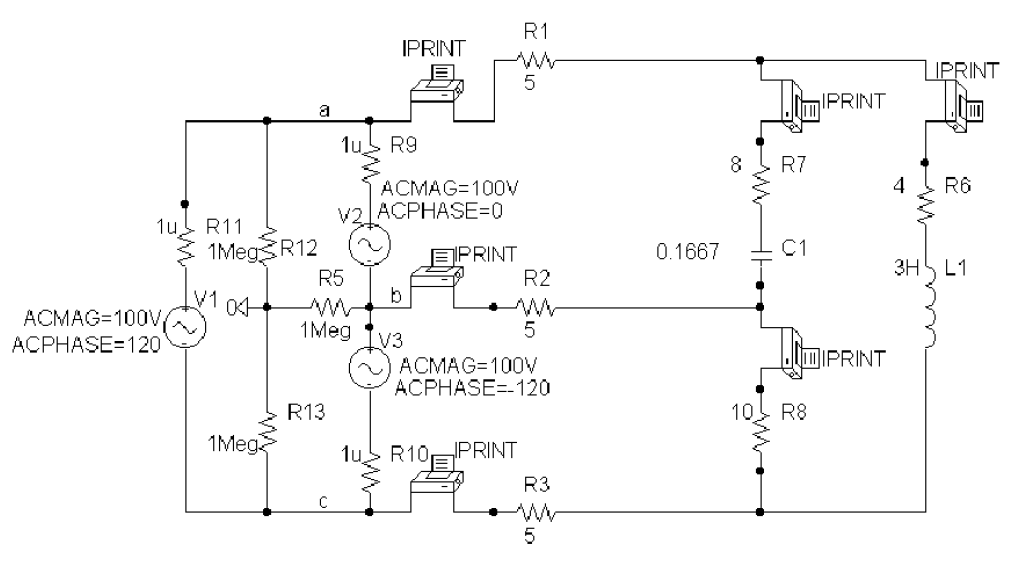 R1
IPRINT
5
IPRINT
IPRINT
a
1u R9
8 R7
4 R6
ACMAG=100V
ACPHASE=0
1u R11
1Meg R12
V2
IPRINT
0.1667 C1
3H L1
R5
R2
V1
0
b
1Meg
5
ACMAG=100V
ACPHASE=120
V3
IPRINT
ACMAG=100V
ACPHASE=-120
R13
10 R8
1Meg
1u R10 IPRINT
R3
c
5